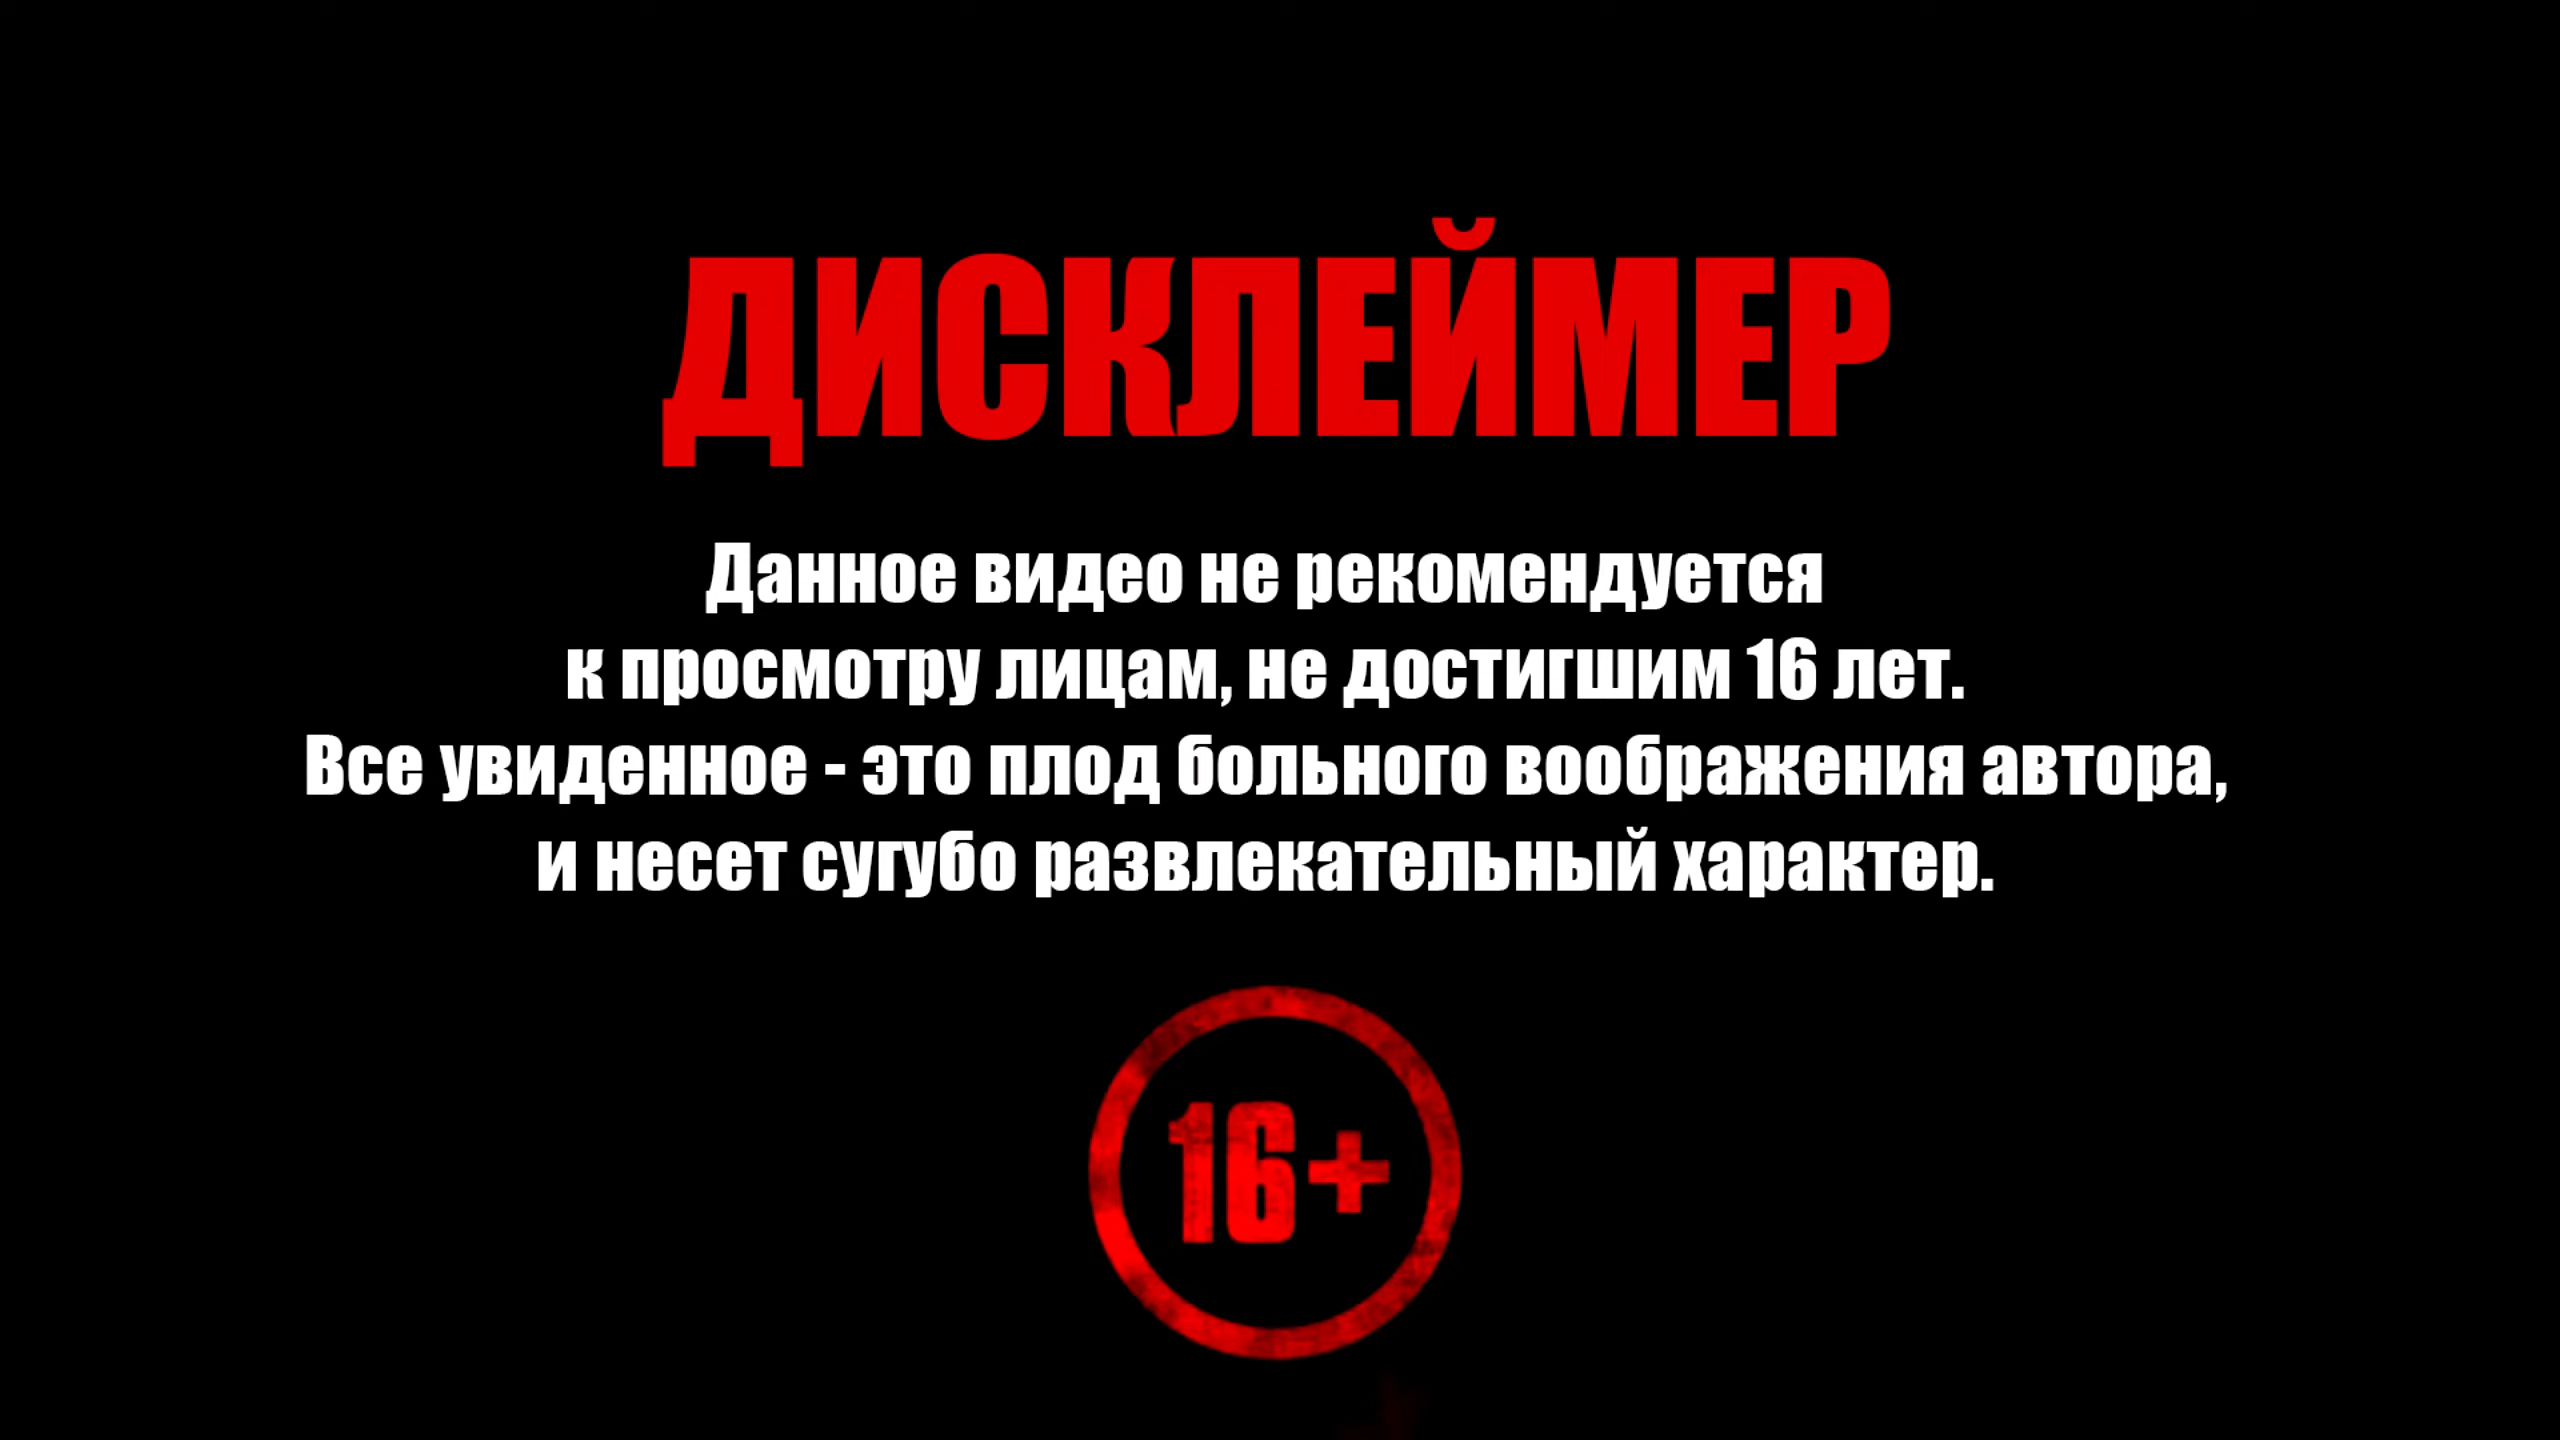 ДИСКЛЕЙМЕР
Данное видео не рекомендуется
к просмотру лицам, не достигшим 16 лет.
Все увиденное - это плод больного воображения автора,
и несет сугубо развлекательный характер.
16+